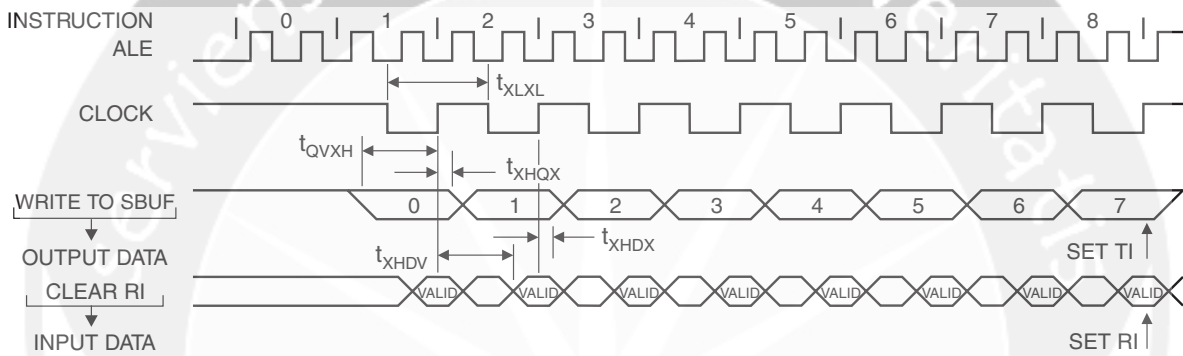 INSTRUCTION 0 1 2 3 4 5 6 7 8
ALE
tXLXL
CLOCK
tQVXH
tXHQX
WRITE TO SBUF 0 1 2 3 4 5 6 7
tXHDV tXHDX
OUTPUT DATA SET TI
CLEAR RI VALID VALID VALID VALID VALID VALID VALID VALID
INPUT DATA SET RI